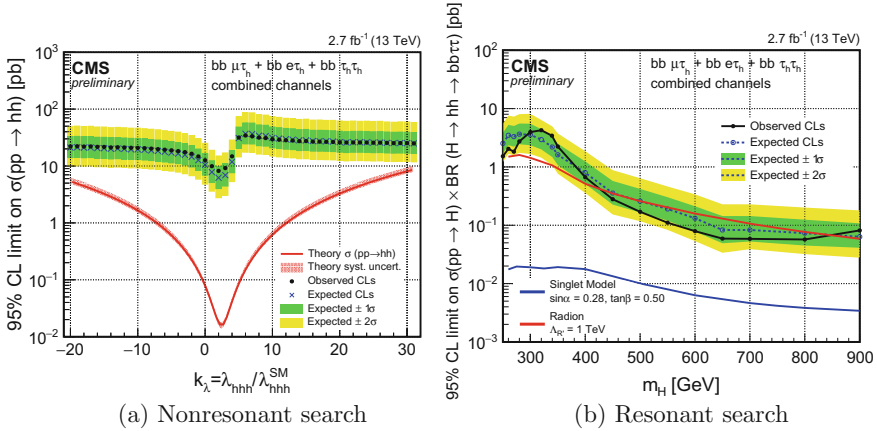 2.7 fb⁻¹ (13 TeV)
CMS
preliminary
bb μτₕ + bb eτₕ + bb τₕτₕ
combined channels
95% CL limit on σ(pp → hh) [pb]
10³
10²
10
1
10⁻¹
10⁻²
Theory σ (pp→hh)
Theory syst. uncert.
Observed CLs
Expected CLs
Expected ± 1σ
Expected ± 2σ
−20 −10 0 10 20 30
k_λ=λ_hhh/λ_hhh^SM
(a) Nonresonant search
2.7 fb⁻¹ (13 TeV)
CMS
preliminary
bb μτₕ + bb eτₕ + bb τₕτₕ
combined channels
95% CL limit on σ(pp → H) × BR (H → hh → bbττ) [pb]
10²
10
1
10⁻¹
10⁻²
10⁻³
Observed CLs
Expected CLs
Expected ± 1σ
Expected ± 2σ
Singlet Model
sinα = 0.28, tanβ = 0.50
Radion
Λ_R' = 1 TeV
300 400 500 600 700 800 900
m_H [GeV]
(b) Resonant search